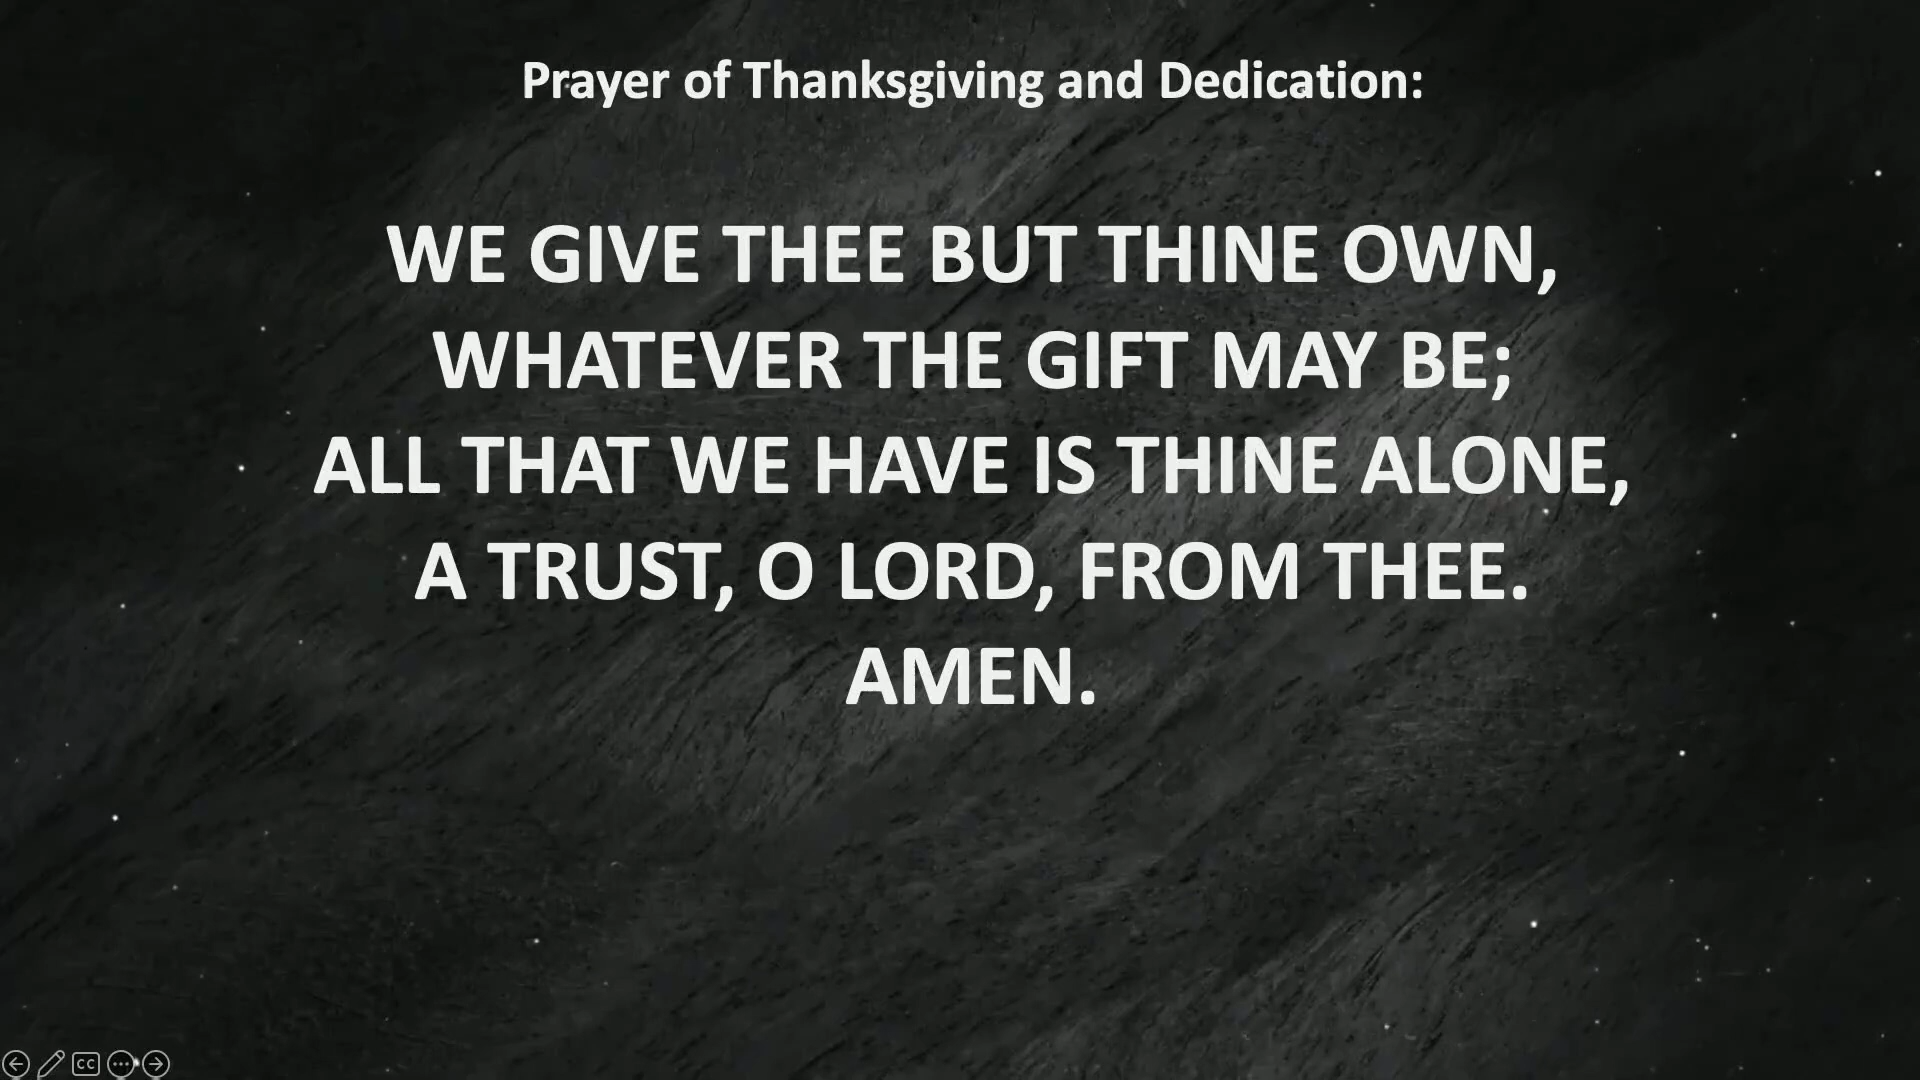 Prayer of Thanksgiving and Dedication:
WE GIVE THEE BUT THINE OWN,
WHATEVER THE GIFT MAY BE;
ALL THAT WE HAVE IS THINE ALONE,
A TRUST, O LORD, FROM THEE.
AMEN.
CC